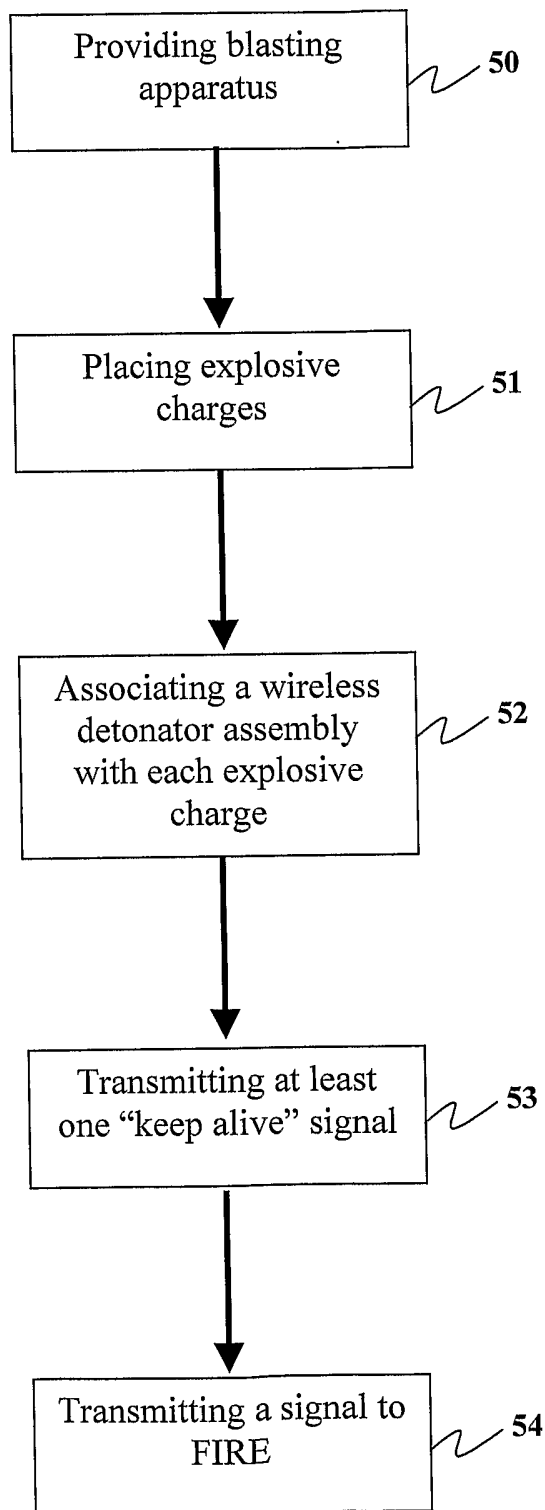 Providing blasting
apparatus
50
Placing explosive
charges
51
Associating a wireless
detonator assembly
with each explosive
charge
52
Transmitting at least
one “keep alive” signal
53
Transmitting a signal to
FIRE
54